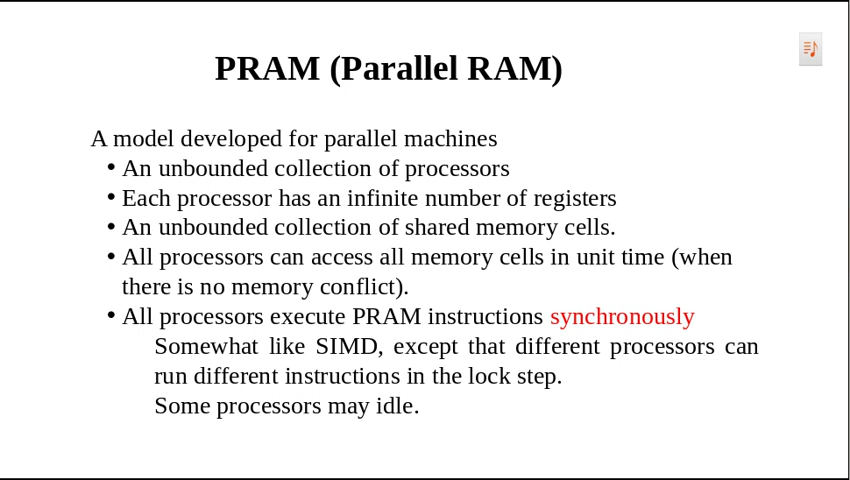 PRAM (Parallel RAM)
A model developed for parallel machines
• An unbounded collection of processors
• Each processor has an infinite number of registers
• An unbounded collection of shared memory cells.
• All processors can access all memory cells in unit time (when
there is no memory conflict).
• All processors execute PRAM instructions synchronously
Somewhat like SIMD, except that different processors can
run different instructions in the lock step.
Some processors may idle.